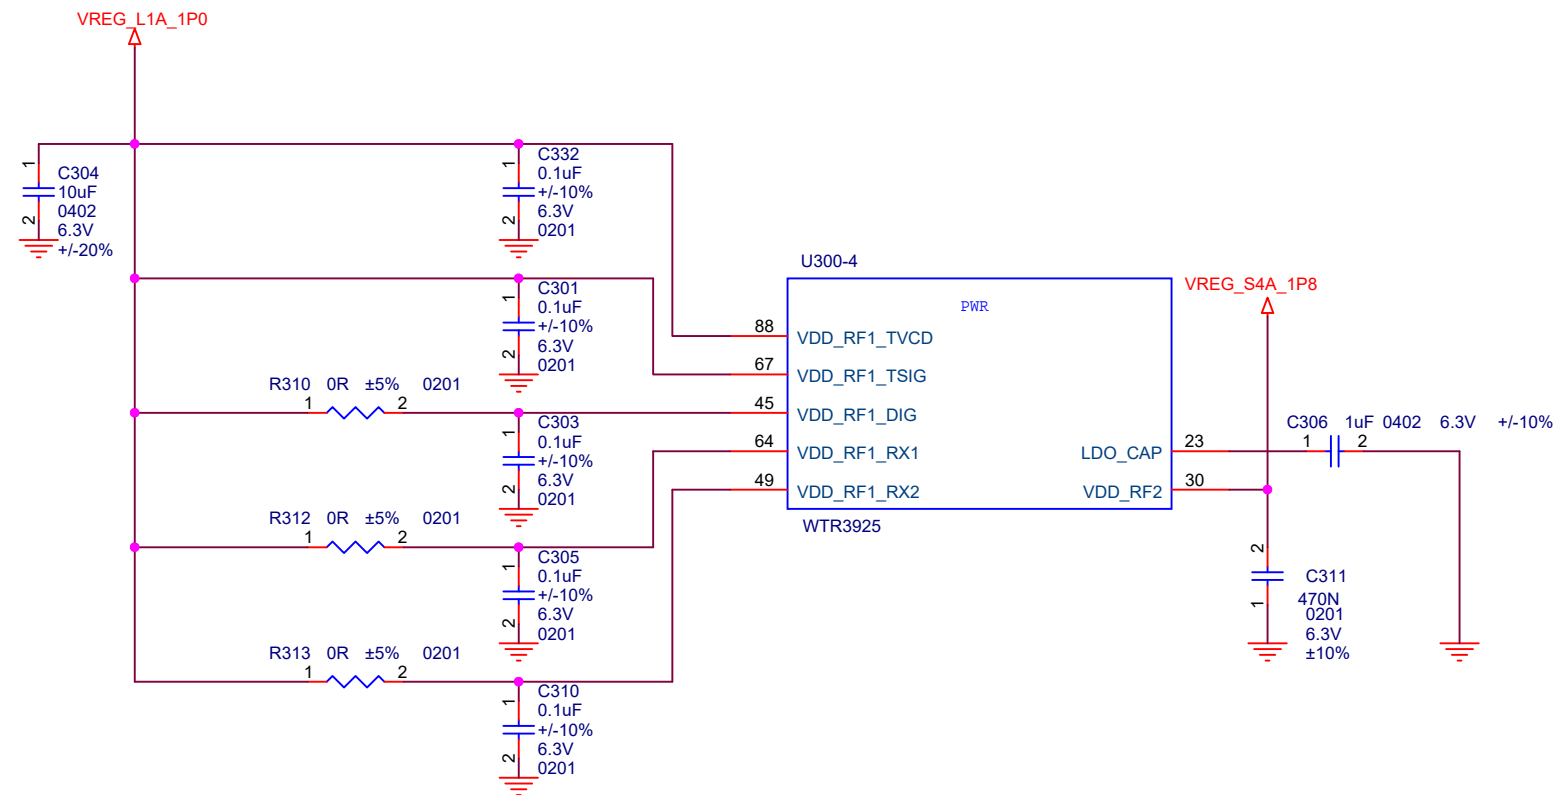 VREG_L1A_1P0
1
C304
10uF
0402
2
6.3V
+/-20%
1
C332
0.1uF
+/-10%
2
6.3V
0201
1
C301
0.1uF
+/-10%
2
6.3V
0201
R310 0R ±5% 0201
1 2
1
C303
0.1uF
+/-10%
2
6.3V
0201
R312 0R ±5% 0201
1 2
1
C305
0.1uF
+/-10%
2
6.3V
0201
R313 0R ±5% 0201
1 2
1
C310
0.1uF
+/-10%
2
6.3V
0201
U300-4
PWR
88 VDD_RF1_TVCD
67 VDD_RF1_TSIG
45 VDD_RF1_DIG
64 VDD_RF1_RX1
49 VDD_RF1_RX2
LDO_CAP 23
VDD_RF2 30
WTR3925
VREG_S4A_1P8
C306 1uF 0402 6.3V +/-10%
1 2
2
C311
1
470N
0201
6.3V
±10%